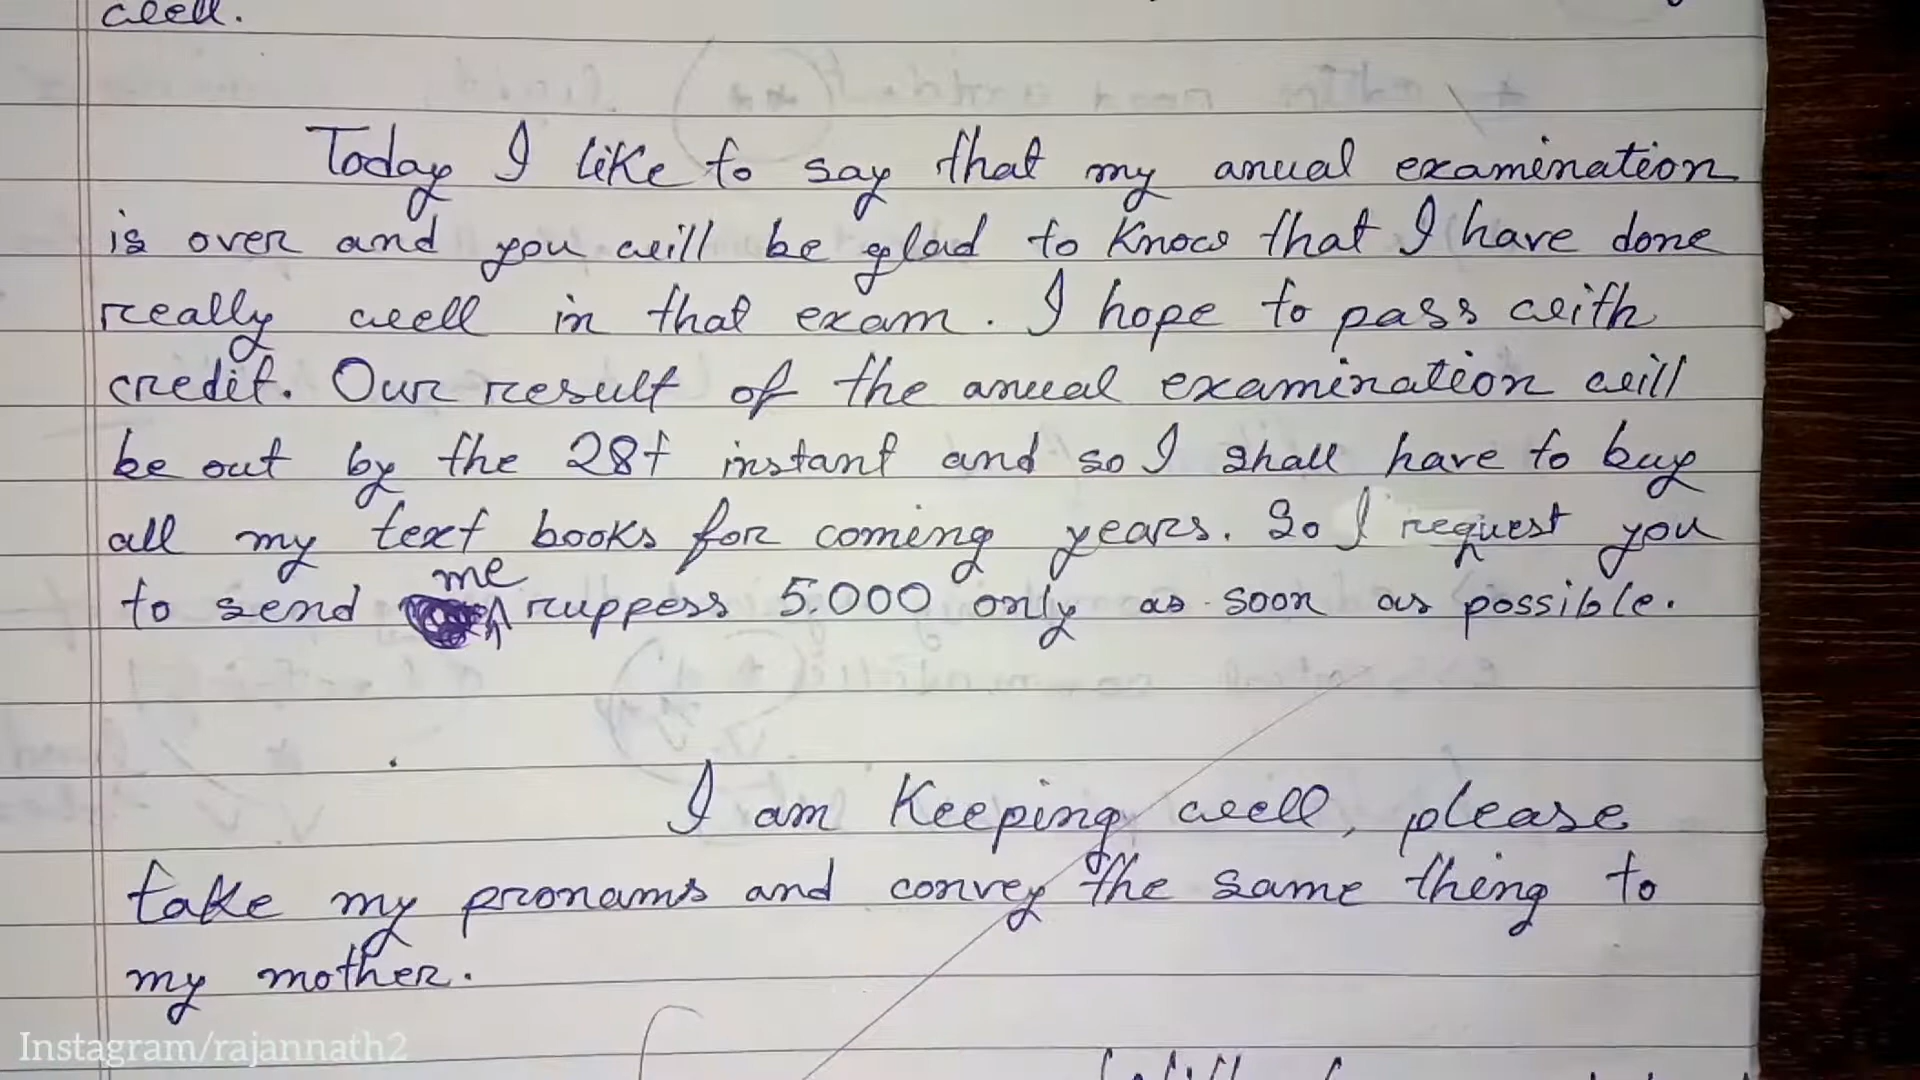 well.
Today I like to say that my anual examination
is over and you will be glad to know that I have done
really well in that exam. I hope to pass with
credit. Our result of the anual examination will
be out by the 28t instant and so I shall have to buy
all my text books for coming years. So I request you
to send me ruppess 5.000 only as soon as possible.
I am Keeping well, please
take my pronams and convey the same thing to
my mother.
Instagram/rajannath2